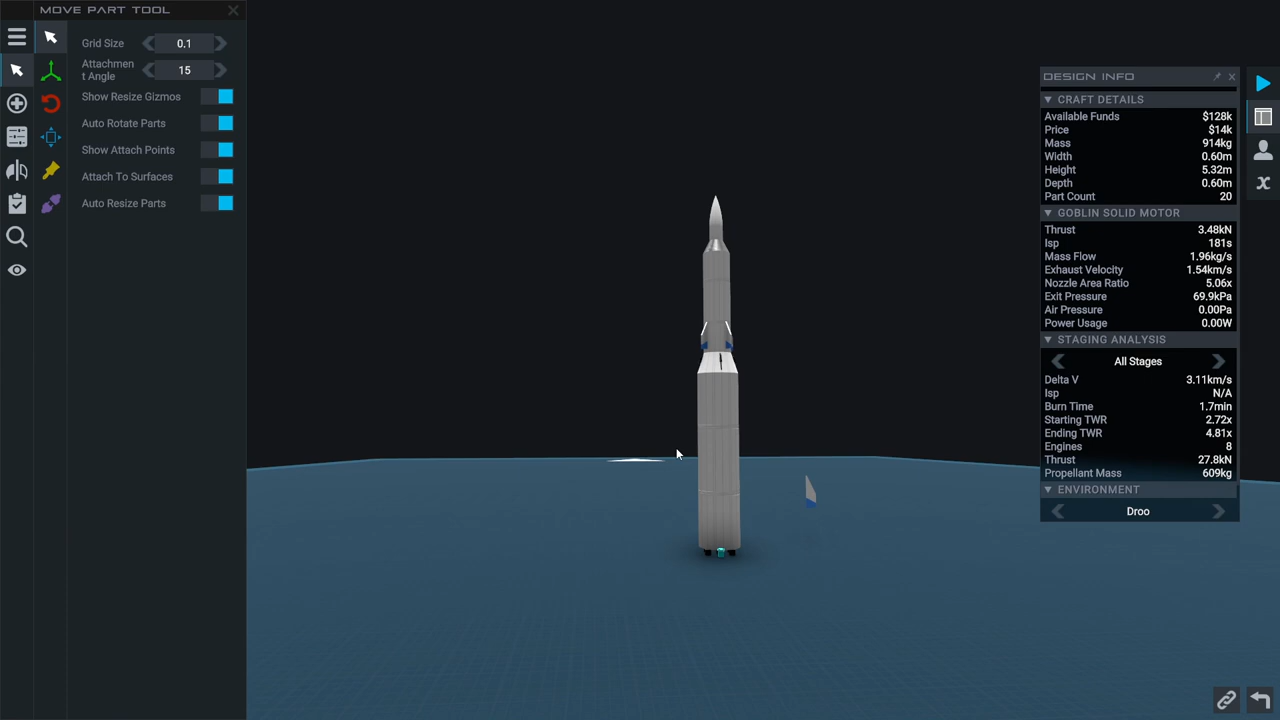 MOVE PART TOOL
Grid Size 0.1
Attachmen
t Angle 15
Show Resize Gizmos
Auto Rotate Parts
Show Attach Points
Attach To Surfaces
Auto Resize Parts
DESIGN INFO
CRAFT DETAILS
Available Funds $128k
Price $14k
Mass 914kg
Width 0.60m
Height 5.32m
Depth 0.60m
Part Count 20
GOBLIN SOLID MOTOR
Thrust 3.48kN
Isp 181s
Mass Flow 1.96kg/s
Exhaust Velocity 1.54km/s
Nozzle Area Ratio 5.06x
Exit Pressure 69.9kPa
Air Pressure 0.00Pa
Power Usage 0.00W
STAGING ANALYSIS
All Stages
Delta V 3.11km/s
Isp N/A
Burn Time 1.7min
Starting TWR 2.72x
Ending TWR 4.81x
Engines 8
Thrust 27.8kN
Propellant Mass 609kg
ENVIRONMENT
Droo